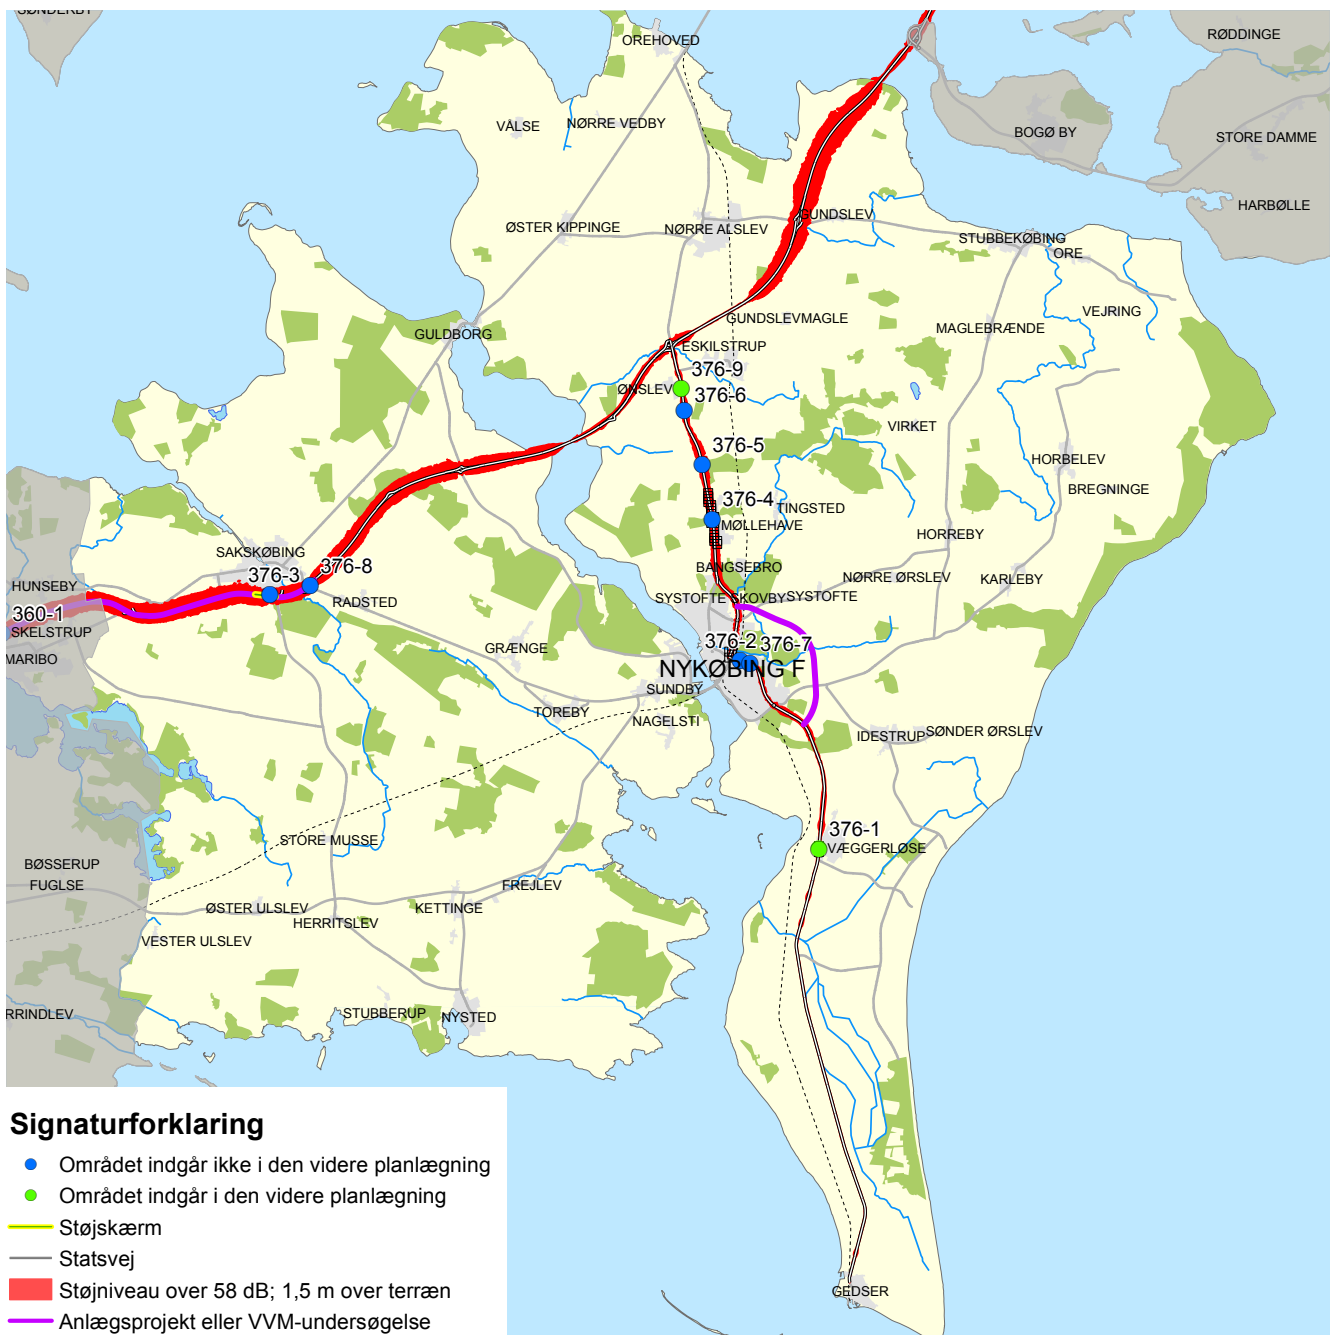 SØNDERBY
OREHOVED
RØDDINGE
VÅLSE
NØRRE VEDBY
BOGØ BY
STORE DAMME
HARBØLLE
ØSTER KIPPINGE
NØRRE ALSLEV
GUNDSLEV
STUBBEKØBING
ORE
GULDBORG
GUNDSLEVMAGLE
MAGLEBRÆNDE
VEJRING
ESKILSTRUP
376-9
ØNSLEV
376-6
VIRKET
376-5
HORBELEV
BREGNINGE
376-4
TINGSTED
MØLLEHAVE
HORREBY
SAKSKØBING
376-3
376-8
BANGSEBRO
NØRRE ØRSLEV
KARLEBY
HUNSEBY
RADSTED
SYSTOFTE SKOVBY
SYSTOFTE
360-1
SKELSTRUP
MARIBO
GRÆNGE
376-2
376-7
NYKØBING F
SUNDBY
TOREBY
NAGELSTI
IDESTRUP
SØNDER ØRSLEV
376-1
VÆGGERLØSE
STORE MUSSE
BØSSERUP
FUGLSE
FREJLEV
ØSTER ULSLEV
KETTINGE
HERRITSLEV
VESTER ULSLEV
RRINDLEV
STUBBERUP
NYSTED
GEDSER
Signaturforklaring
Området indgår ikke i den videre planlægning
Området indgår i den videre planlægning
Støjskærm
Statsvej
Støjniveau over 58 dB; 1,5 m over terræn
Anlægsprojekt eller VVM-undersøgelse